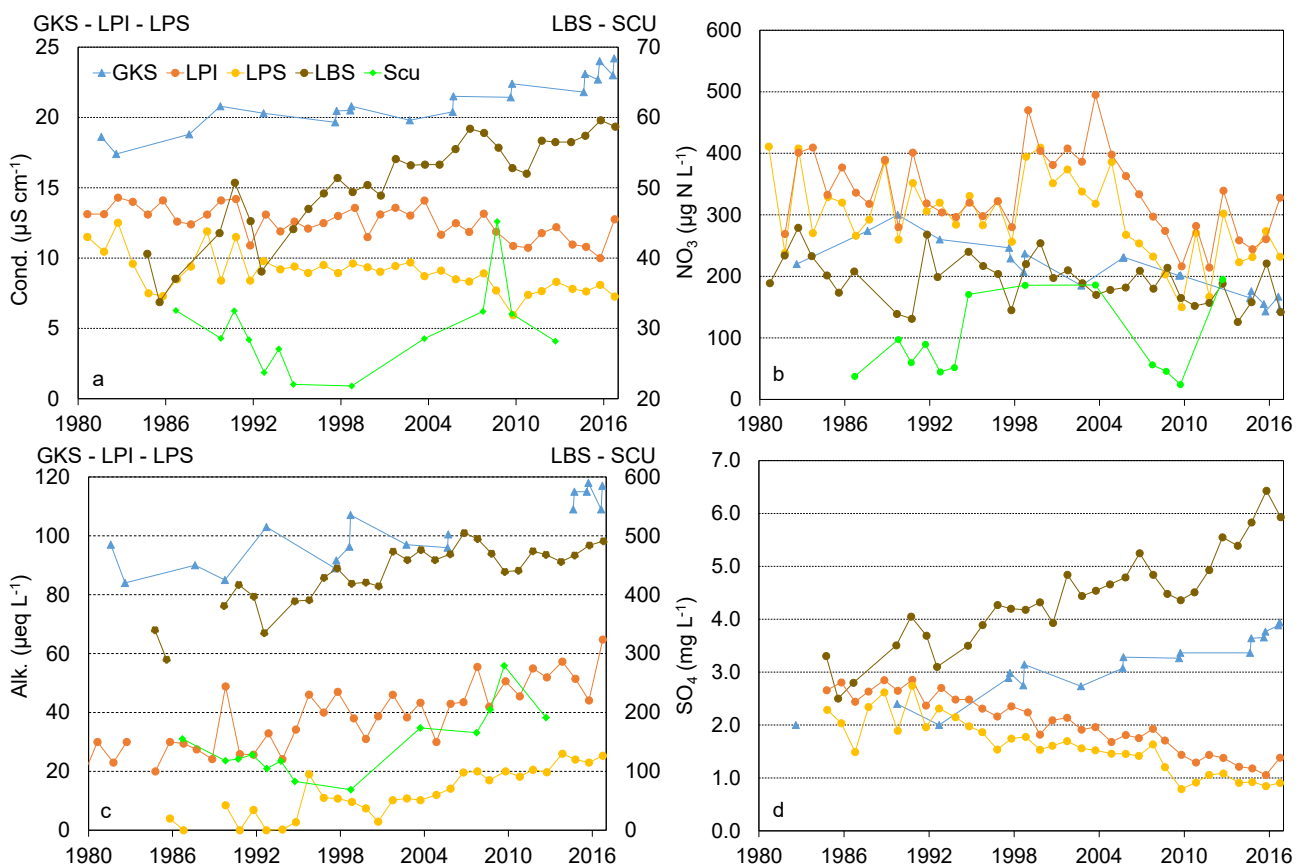 GKS - LPI - LPS LBS - SCU
25 70
GKS LPI LPS LBS Scu
20 60
15 50
10 40
5 30
0 20
Cond. (µS cm⁻¹)
a
1980 1986 1992 1998 2004 2010 2016
600
500
400
300
200
100
0
NO₃ (µg N L⁻¹)
b
1980 1986 1992 1998 2004 2010 2016
GKS - LPI - LPS LBS - SCU
120 600
100 500
80 400
60 300
40 200
20 100
0 0
Alk. (µeq L⁻¹)
c
1980 1986 1992 1998 2004 2010 2016
7.0
6.0
5.0
4.0
3.0
2.0
1.0
0.0
SO₄ (mg L⁻¹)
d
1980 1986 1992 1998 2004 2010 2016